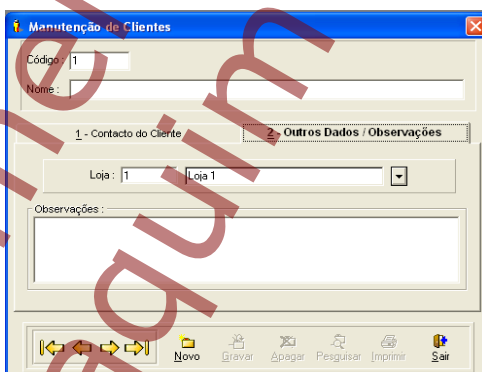 Manutenção de Clientes
Código: 1
Nome :
1 - Contacto do Cliente 2 - Outros Dados / Observações
Loja : 1 Loja 1
Observações :
Novo Gravar Apagar Pesquisar Imprimir Sair